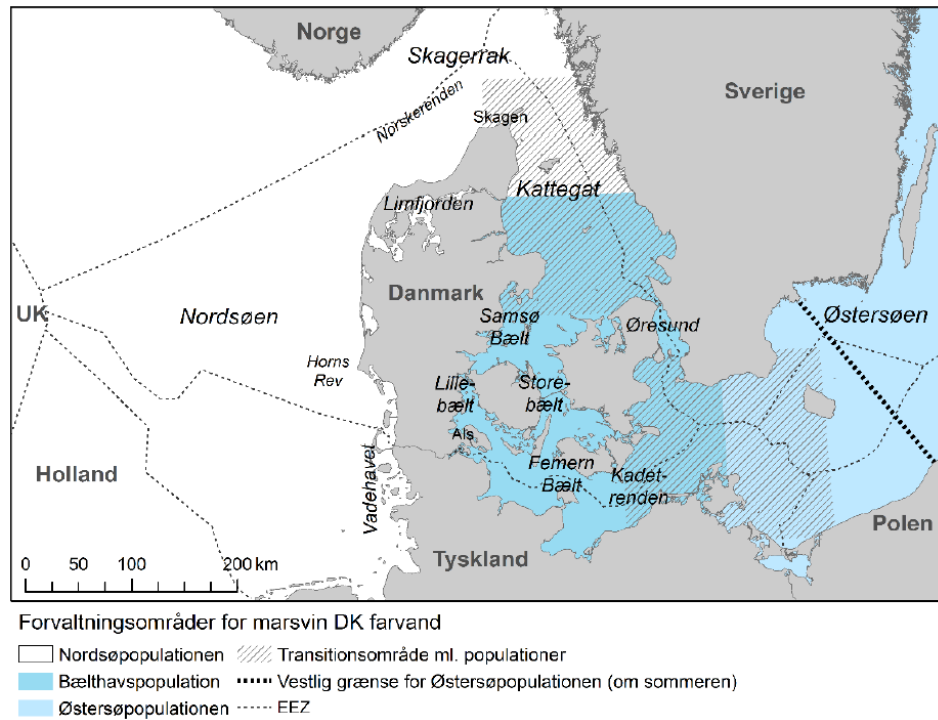 Norge
Skagerrak
Sverige
Norskerenden
Skagen
Kattegat
Limfjorden
Danmark
UK
Nordsøen
Samsø
Bælt
Øresund
Østersøen
Horns
Rev
Lille-
bælt
Store-
bælt
Als
Femern
Bælt
Kadet-
renden
Holland
Vadehavet
Polen
Tyskland
0 50 100 200 km
Forvaltningsområder for marsvin DK farvand
Nordsøpopulationen
Transitionsområde ml. populationer
Bælthavspopulation
Vestlig grænse for Østersøpopulationen (om sommeren)
Østersøpopulationen
EEZ